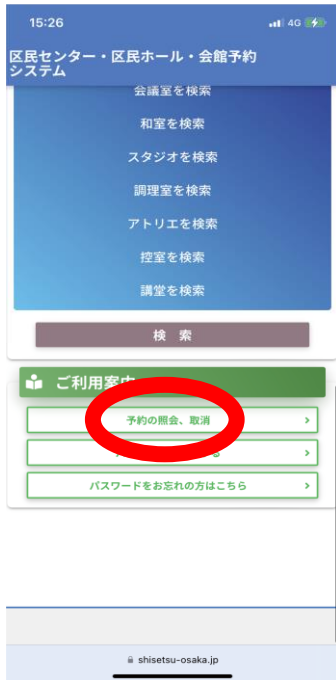 15:26
4G
区民センター・区民ホール・会館予約
システム
会議室を検索
和室を検索
スタジオを検索
調理室を検索
アトリエを検索
控室を検索
講堂を検索
検 索
ご利用案内
予約の照会、取消
パスワードをお忘れの方はこちら
shisetsu-osaka.jp